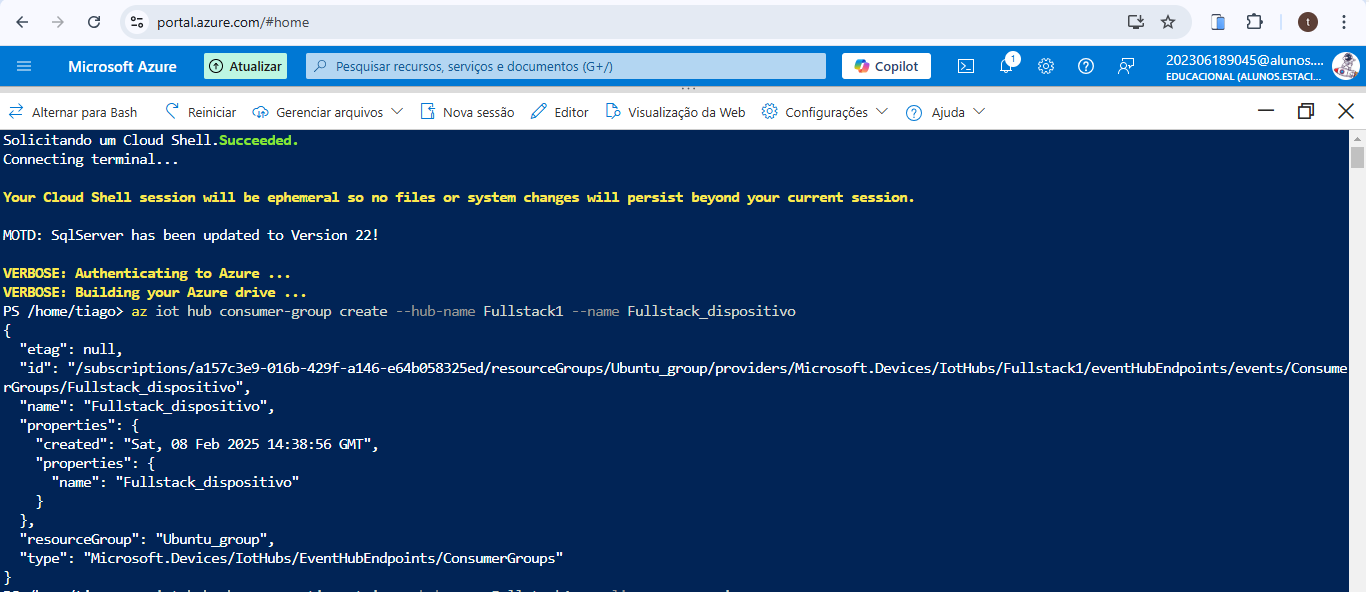 portal.azure.com/#home
t
Microsoft Azure
Atualizar
Pesquisar recursos, serviços e documentos (G+/)
Copilot
1
202306189045@alunos....
EDUCACIONAL (ALUNOS.ESTACI...
Alternar para Bash
Reiniciar
Gerenciar arquivos
Nova sessão
Editor
Visualização da Web
Configurações
Ajuda
Solicitando um Cloud Shell.Succeeded.
Connecting terminal...
Your Cloud Shell session will be ephemeral so no files or system changes will persist beyond your current session.
MOTD: SqlServer has been updated to Version 22!
VERBOSE: Authenticating to Azure ...
VERBOSE: Building your Azure drive ...
PS /home/tiago> az iot hub consumer-group create --hub-name Fullstack1 --name Fullstack_dispositivo
{
  "etag": null,
  "id": "/subscriptions/a157c3e9-016b-429f-a146-e64b058325ed/resourceGroups/Ubuntu_group/providers/Microsoft.Devices/IotHubs/Fullstack1/eventHubEndpoints/events/Consume
rGroups/Fullstack_dispositivo",
  "name": "Fullstack_dispositivo",
  "properties": {
    "created": "Sat, 08 Feb 2025 14:38:56 GMT",
    "properties": {
      "name": "Fullstack_dispositivo"
    }
  },
  "resourceGroup": "Ubuntu_group",
  "type": "Microsoft.Devices/IotHubs/EventHubEndpoints/ConsumerGroups"
}